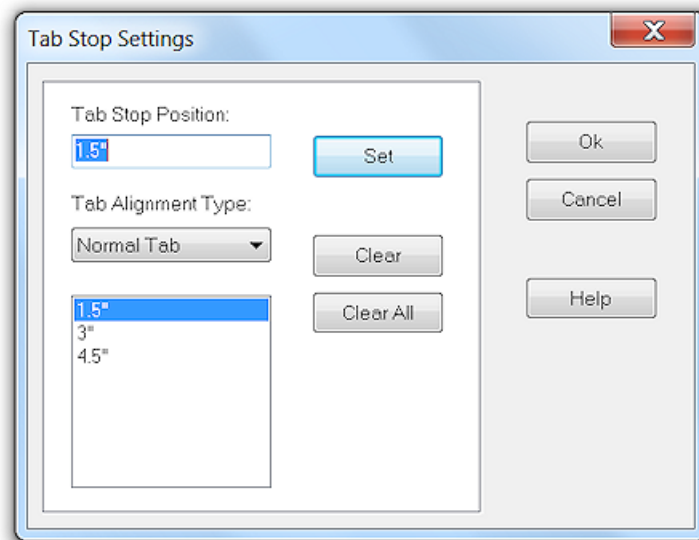 Tab Stop Settings
Tab Stop Position:
1.5"
Set
Ok
Tab Alignment Type:
Cancel
Normal Tab
Clear
1.5"
3"
4.5"
Clear All
Help